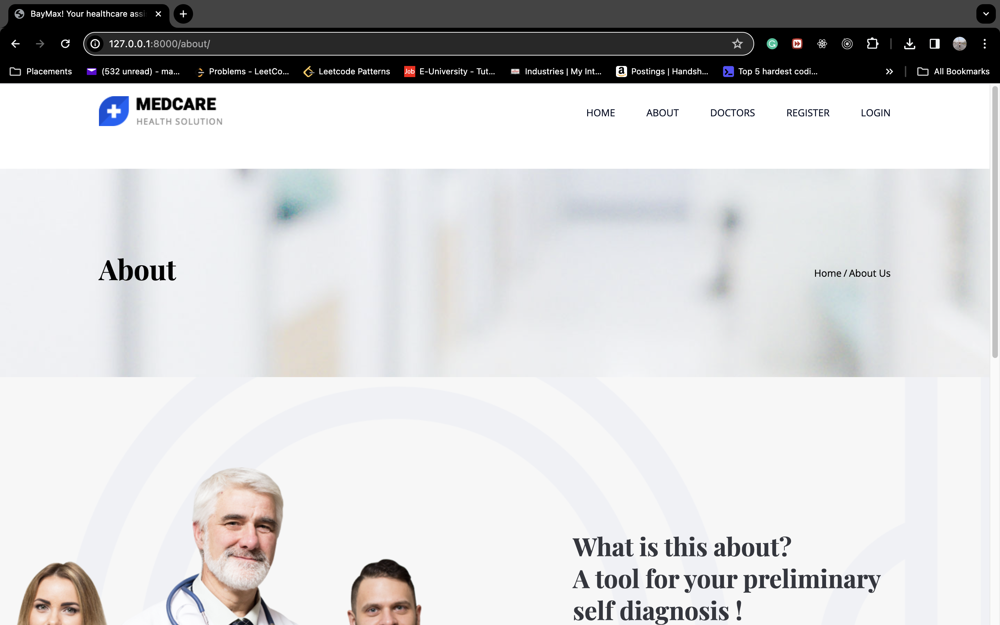 BayMax! Your healthcare assi
127.0.0.1:8000/about/
Placements (532 unread) - ma... Problems - LeetCo... Leetcode Patterns Job E-University - Tut... Industries | My Int... Postings | Handsh... Top 5 hardest codi... All Bookmarks
MEDCARE
HEALTH SOLUTION
HOME ABOUT DOCTORS REGISTER LOGIN
About
Home / About Us
What is this about?
A tool for your preliminary
self diagnosis !